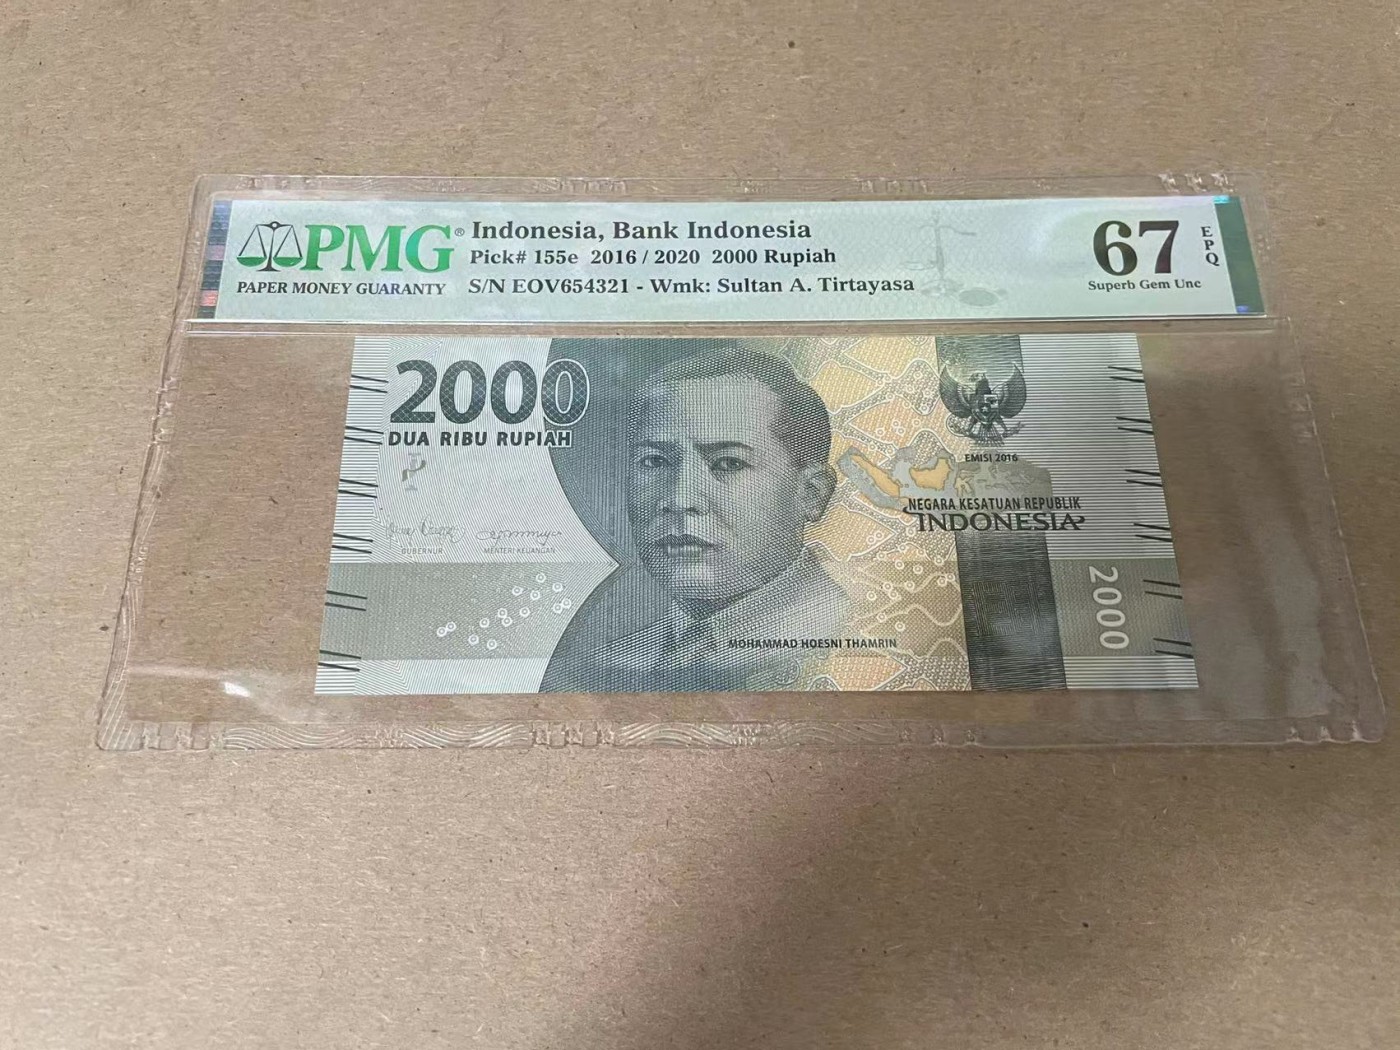 PMG®
PAPER MONEY GUARANTY
Indonesia, Bank Indonesia
Pick# 155e 2016 / 2020 2000 Rupiah
S/N EOV654321 - Wmk: Sultan A. Tirtayasa
67
EPQ
Superb Gem Unc
2000
DUA RIBU RUPIAH
GUBERNUR
MENTERI KEUANGAN
EMISI 2016
NEGARA KESATUAN REPUBLIK
INDONESIA
2000
MOHAMMAD HOESNI THAMRIN